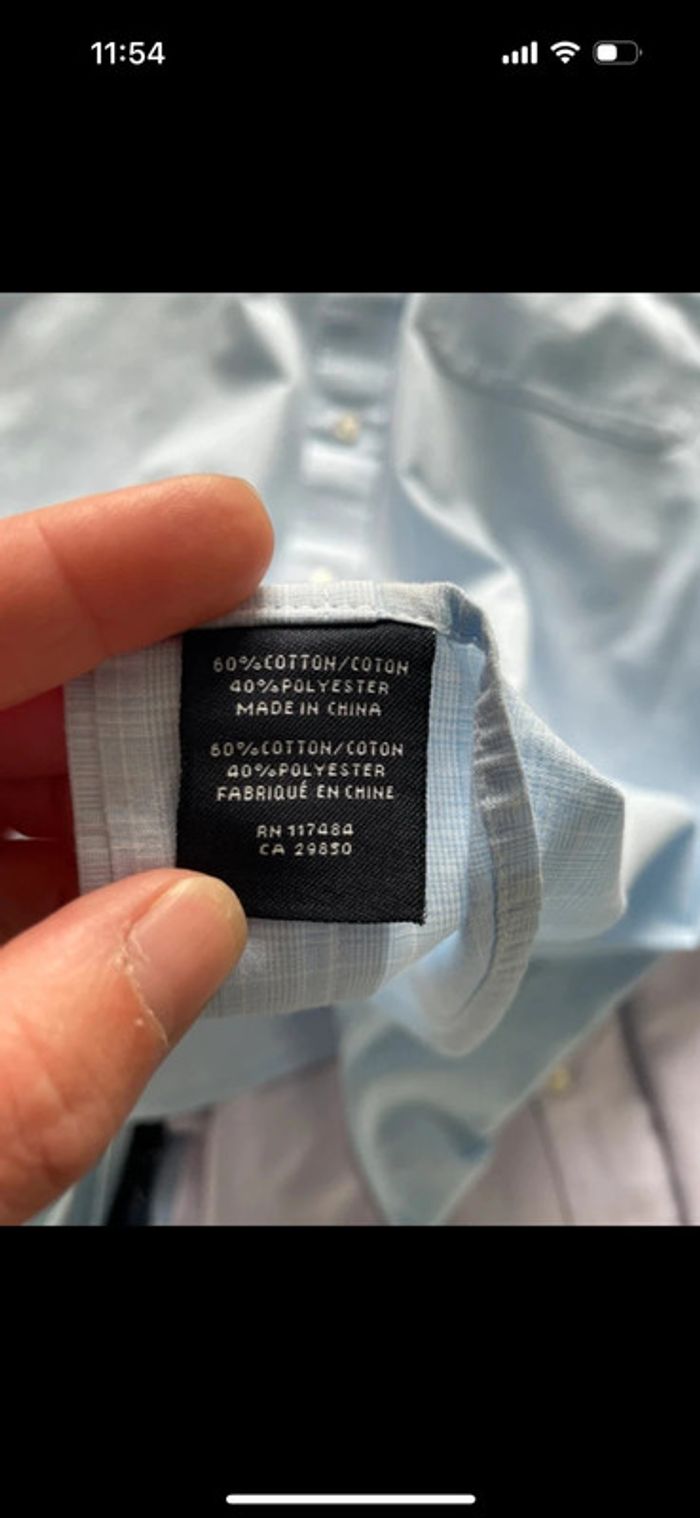 11:54
60%COTTON/COTON
40%POLYESTER
MADE IN CHINA
60%COTTON/COTON
40%POLYESTER
FABRIQUÉ EN CHINE
RN 117484
CA 29850